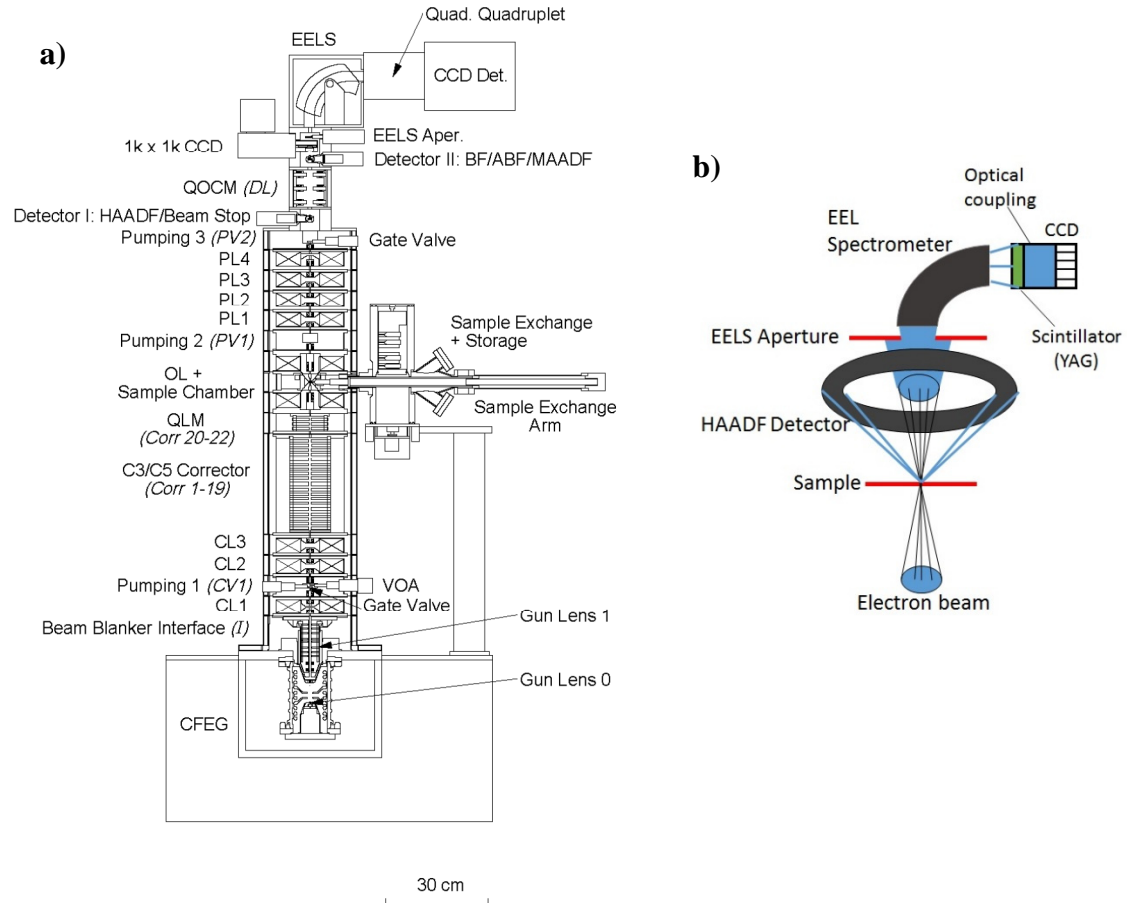 a)
Quad. Quadruplet
EELS
CCD Det.
1k x 1k CCD
EELS Aper.
Detector II: BF/ABF/MAADF
QOCM (DL)
Detector I: HAADF/Beam Stop
Pumping 3 (PV2)
Gate Valve
PL4
PL3
PL2
PL1
Pumping 2 (PV1)
Sample Exchange
+ Storage
OL +
Sample Chamber
Sample Exchange
Arm
QLM
(Corr 20-22)
C3/C5 Corrector
(Corr 1-19)
CL3
CL2
Pumping 1 (CV1)
VOA
Gate Valve
CL1
Beam Blanker Interface (I)
Gun Lens 1
Gun Lens 0
CFEG
30 cm
b)
Optical
coupling
EEL
Spectrometer
CCD
EELS Aperture
Scintillator
(YAG)
HAADF Detector
Sample
Electron beam